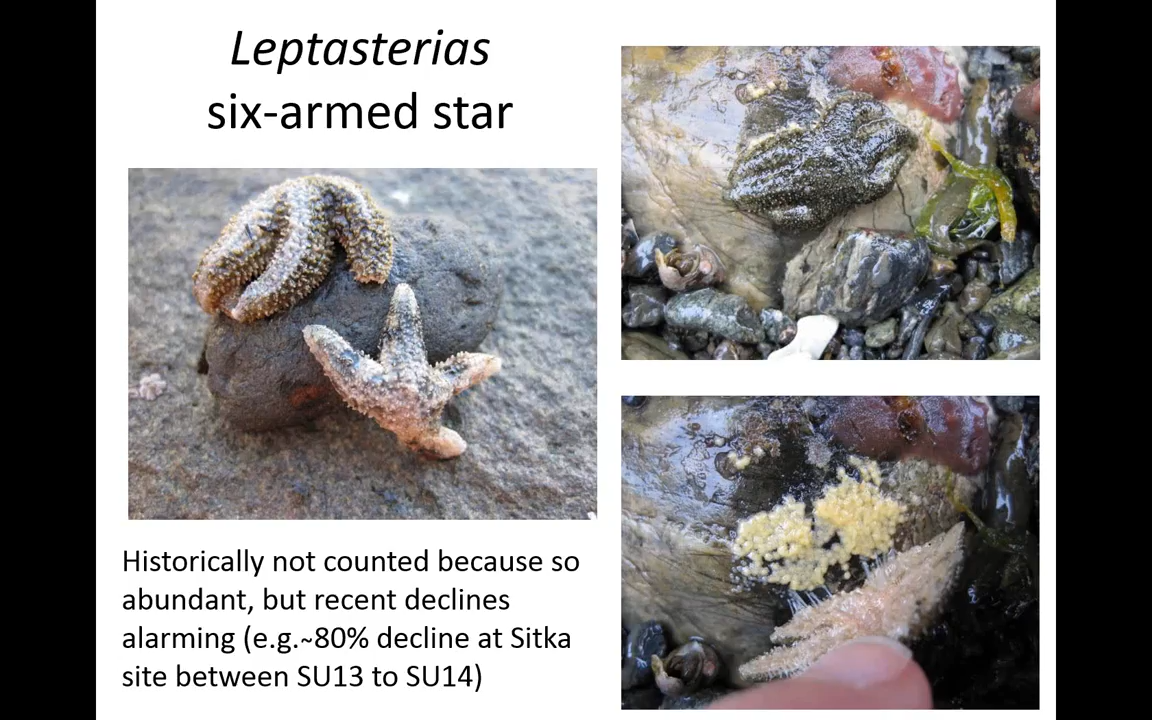 Leptasterias
six-armed star
Historically not counted because so
abundant, but recent declines
alarming (e.g.~80% decline at Sitka
site between SU13 to SU14)